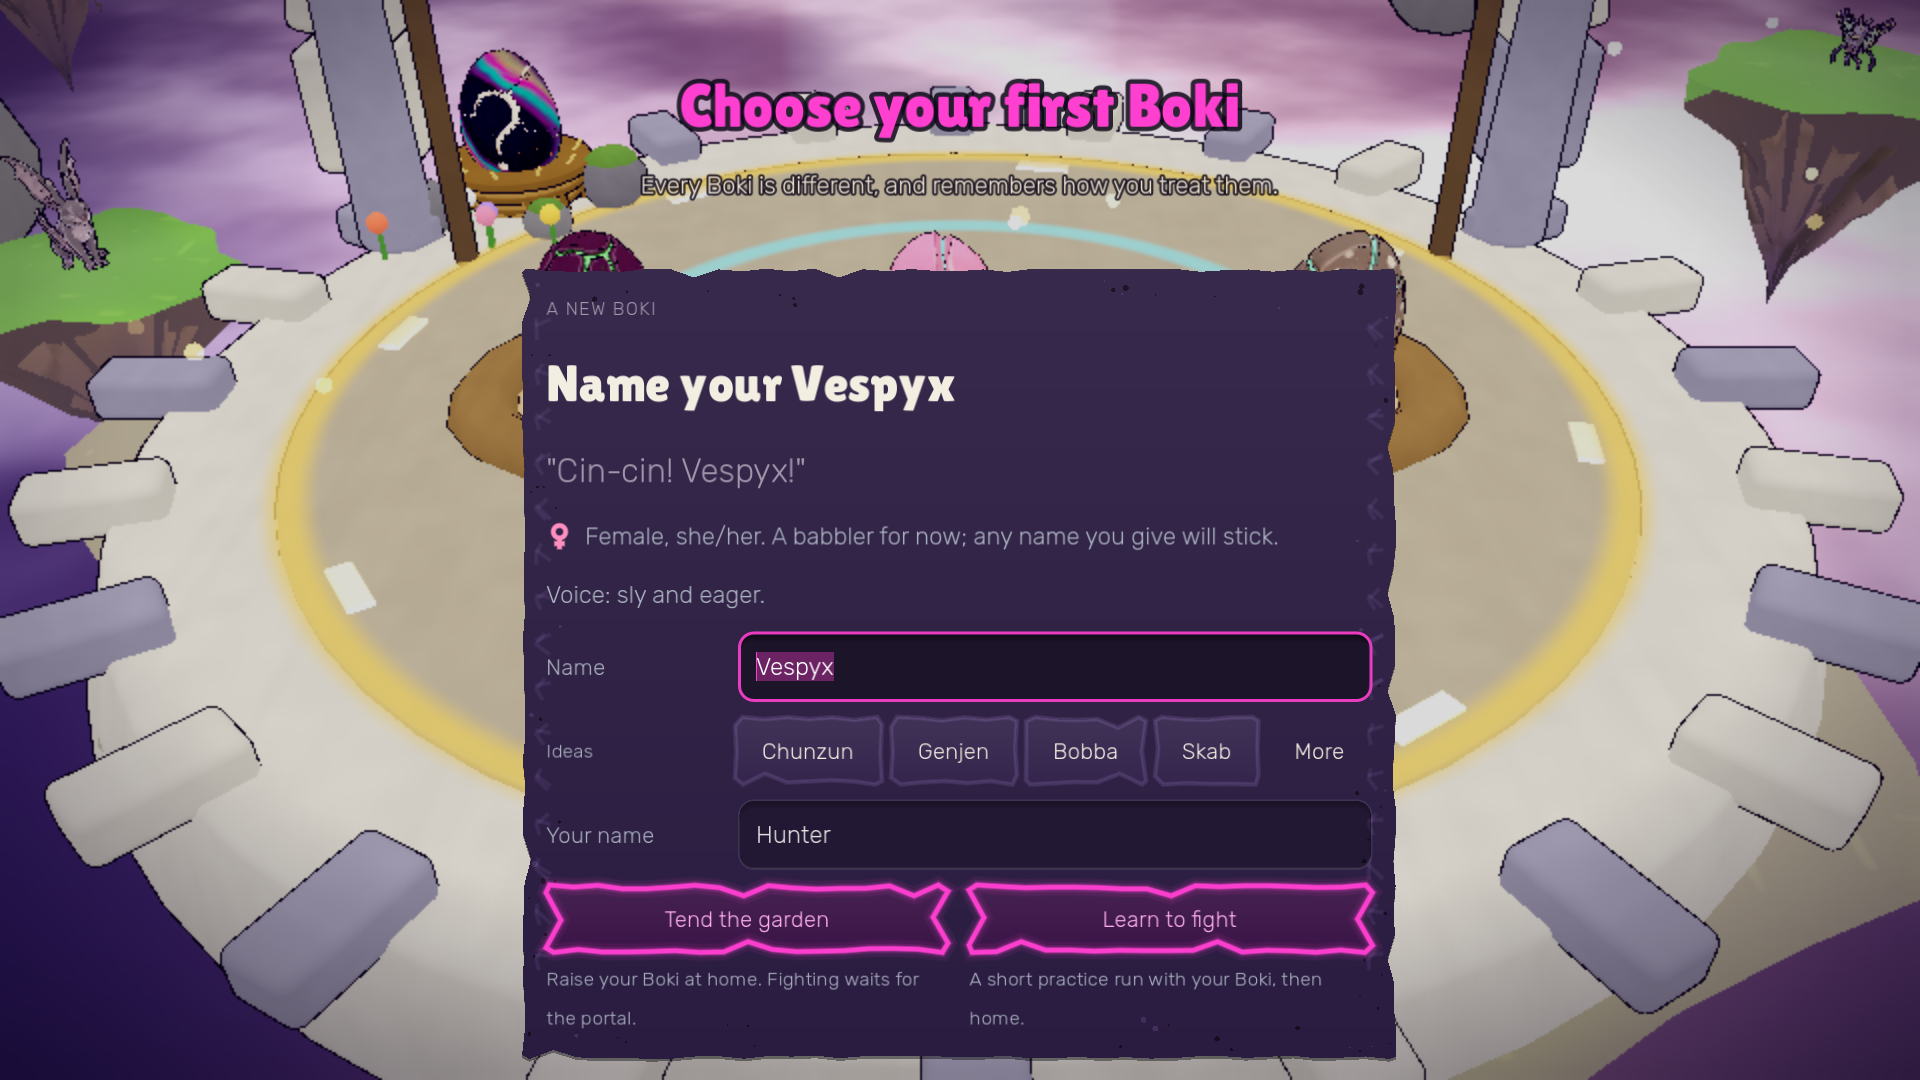 Choose your first Boki
Every Boki is different, and remembers how you treat them.
A NEW BOKI
Name your Vespyx
"Cin-cin! Vespyx!"
Female, she/her. A babbler for now; any name you give will stick.
Voice: sly and eager.
Name
Vespyx
Ideas
Chunzun
Genjen
Bobba
Skab
More
Your name
Hunter
Tend the garden
Learn to fight
Raise your Boki at home. Fighting waits for
the portal.
A short practice run with your Boki, then
home.